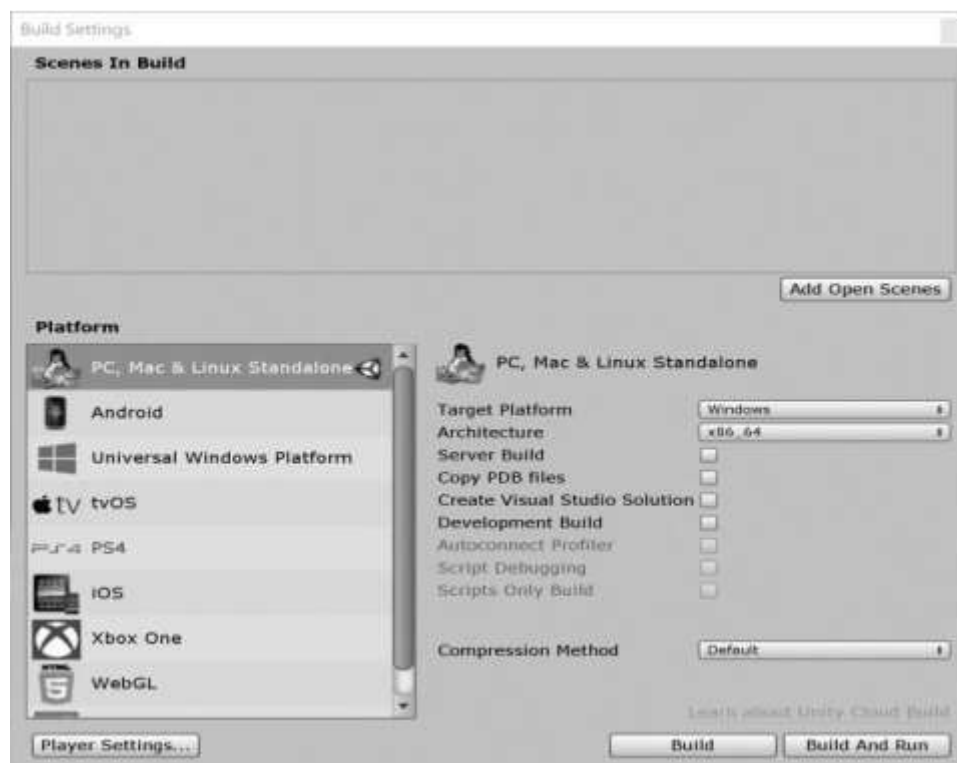 Build Settings
Scenes In Build
Add Open Scenes
Platform
PC, Mac & Linux Standalone
Android
Universal Windows Platform
tv tvOS
PS4 PS4
iOS
Xbox One
WebGL
PC, Mac & Linux Standalone
Target Platform Windows
Architecture x86_64
Server Build
Copy PDB files
Create Visual Studio Solution
Development Build
Autoconnect Profiler
Script Debugging
Scripts Only Build
Compression Method Default
Learn about Unity Cloud Build
Player Settings...
Build
Build And Run